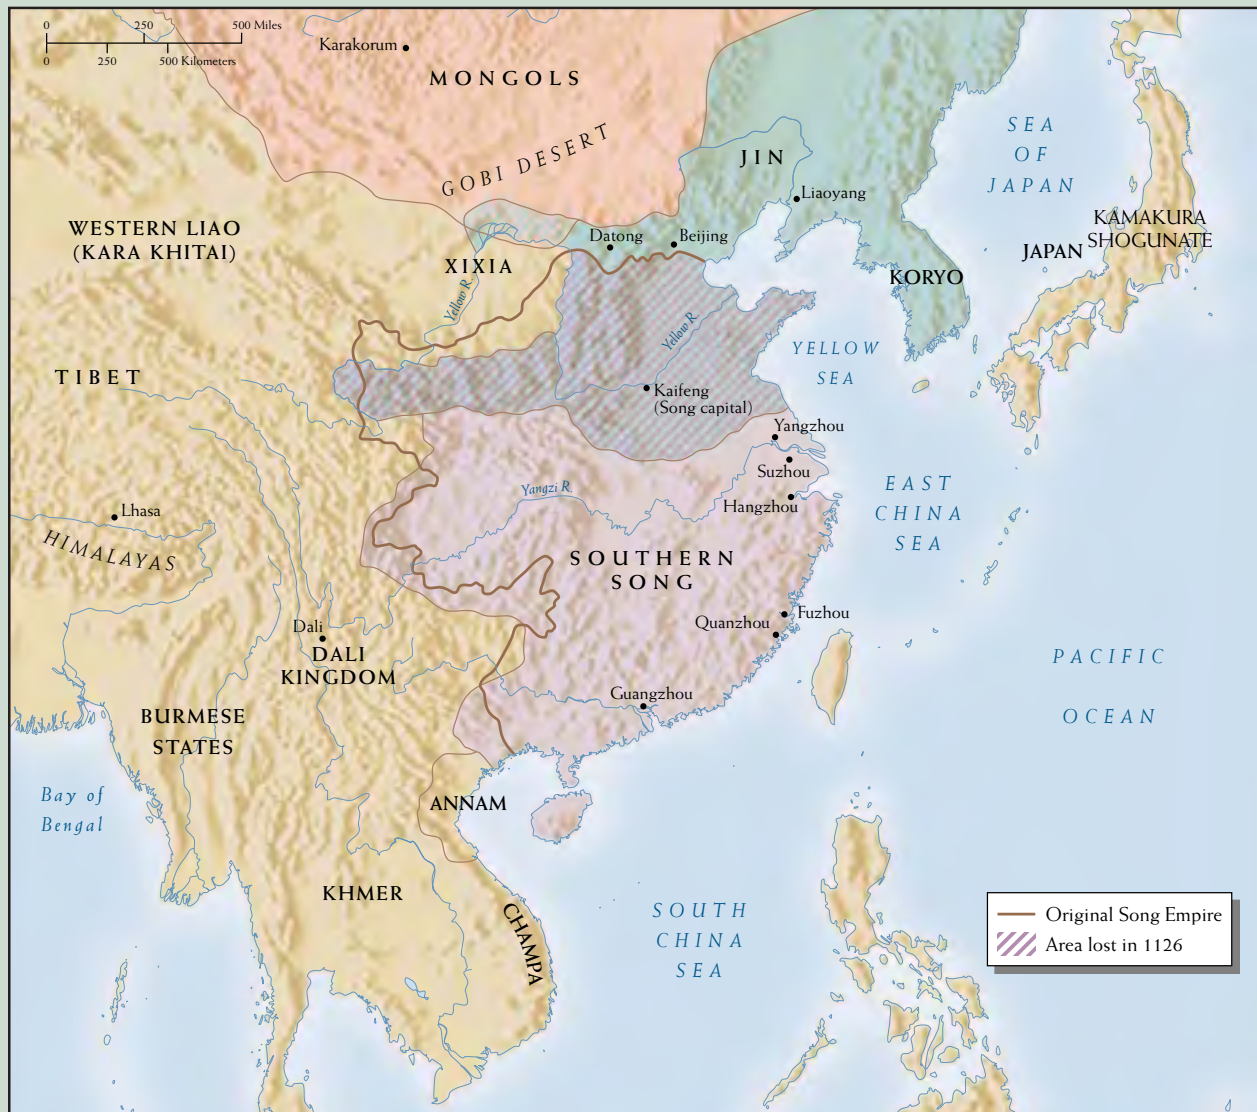 0 250 500 Miles
0 250 500 Kilometers
Karakorum
MONGOLS
GOBI DESERT
SEA
OF
JAPAN
JIN
Liaoyang
WESTERN LIAO
(KARA KHITAI)
XIXIA
Datong
Beijing
KAMAKURA
SHOGUNATE
JAPAN
KORYO
Yellow R.
Yellow R.
YELLOW
SEA
TIBET
Kaifeng
(Song capital)
Yangzhou
Suzhou
Hangzhou
Yangzi R.
EAST
CHINA
SEA
Lhasa
HIMALAYAS
SOUTHERN
SONG
Fuzhou
Quanzhou
Dali
DALI
KINGDOM
PACIFIC
OCEAN
Guangzhou
BURMESE
STATES
Bay of
Bengal
ANNAM
KHMER
CHAMPA
SOUTH
CHINA
SEA
Original Song Empire
Area lost in 1126